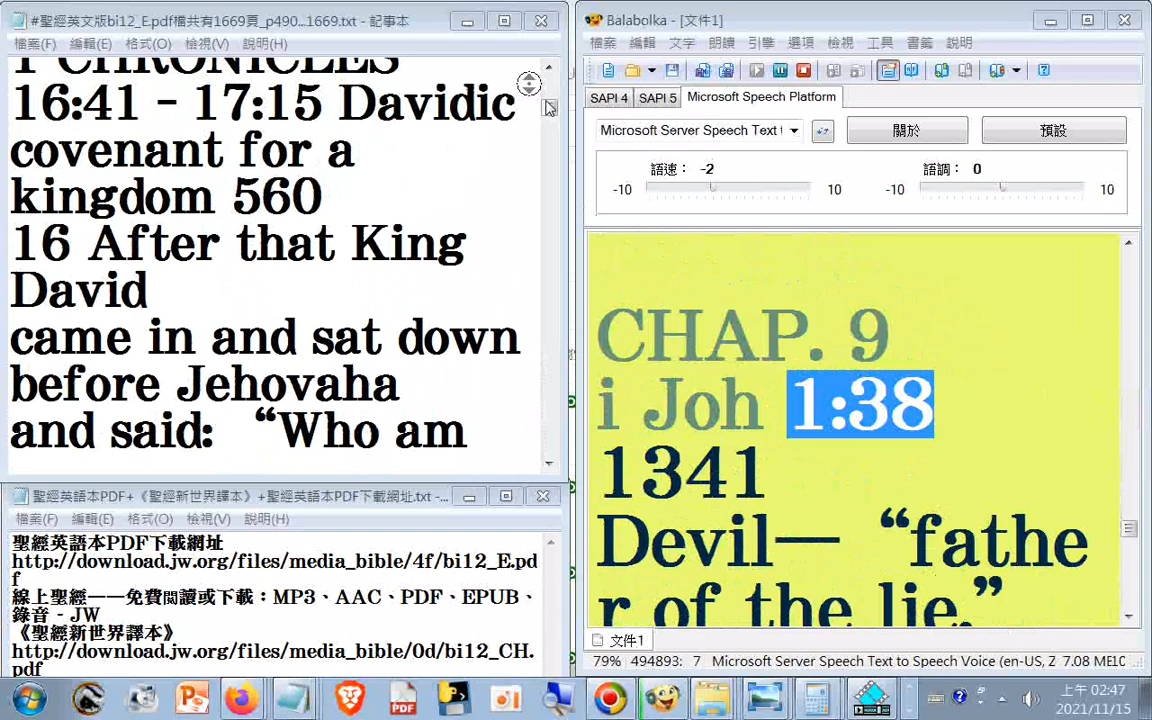 #聖經英文版bi12_E.pdf檔共有1669頁_p490...1669.txt - 記事本
檔案(F) 編輯(E) 格式(O) 檢視(V) 說明(H)
1 CHRONICLES
16:41 - 17:15 Davidic
covenant for a
kingdom 560
16 After that King
David
came in and sat down
before Jehovaha
and said: “Who am
聖經英語本PDF+《聖經新世界譯本》+聖經英語本PDF下載網址.txt -...
檔案(F) 編輯(E) 格式(O) 檢視(V) 說明(H)
聖經英語本PDF下載網址
http://download.jw.org/files/media_bible/4f/bi12_E.pd
f
線上聖經——免費閱讀或下載：MP3、AAC、PDF、EPUB、
錄音 - JW
《聖經新世界譯本》
http://download.jw.org/files/media_bible/0d/bi12_CH.
pdf
Balabolka - [文件1]
檔案 編輯 文字 朗讀 引擎 選項 檢視 工具 書籤 說明
SAPI 4 SAPI 5 Microsoft Speech Platform
Microsoft Server Speech Text t 關於 預設
語速： -2 語調： 0
-10 10 -10 10
CHAP. 9
i Joh 1:38
1341
Devil— “fathe
r of the lie.”
文件1
79% 494893: 7 Microsoft Server Speech Text to Speech Voice (en-US, Z 7.08 ME10
上午 02:47
2021/11/15